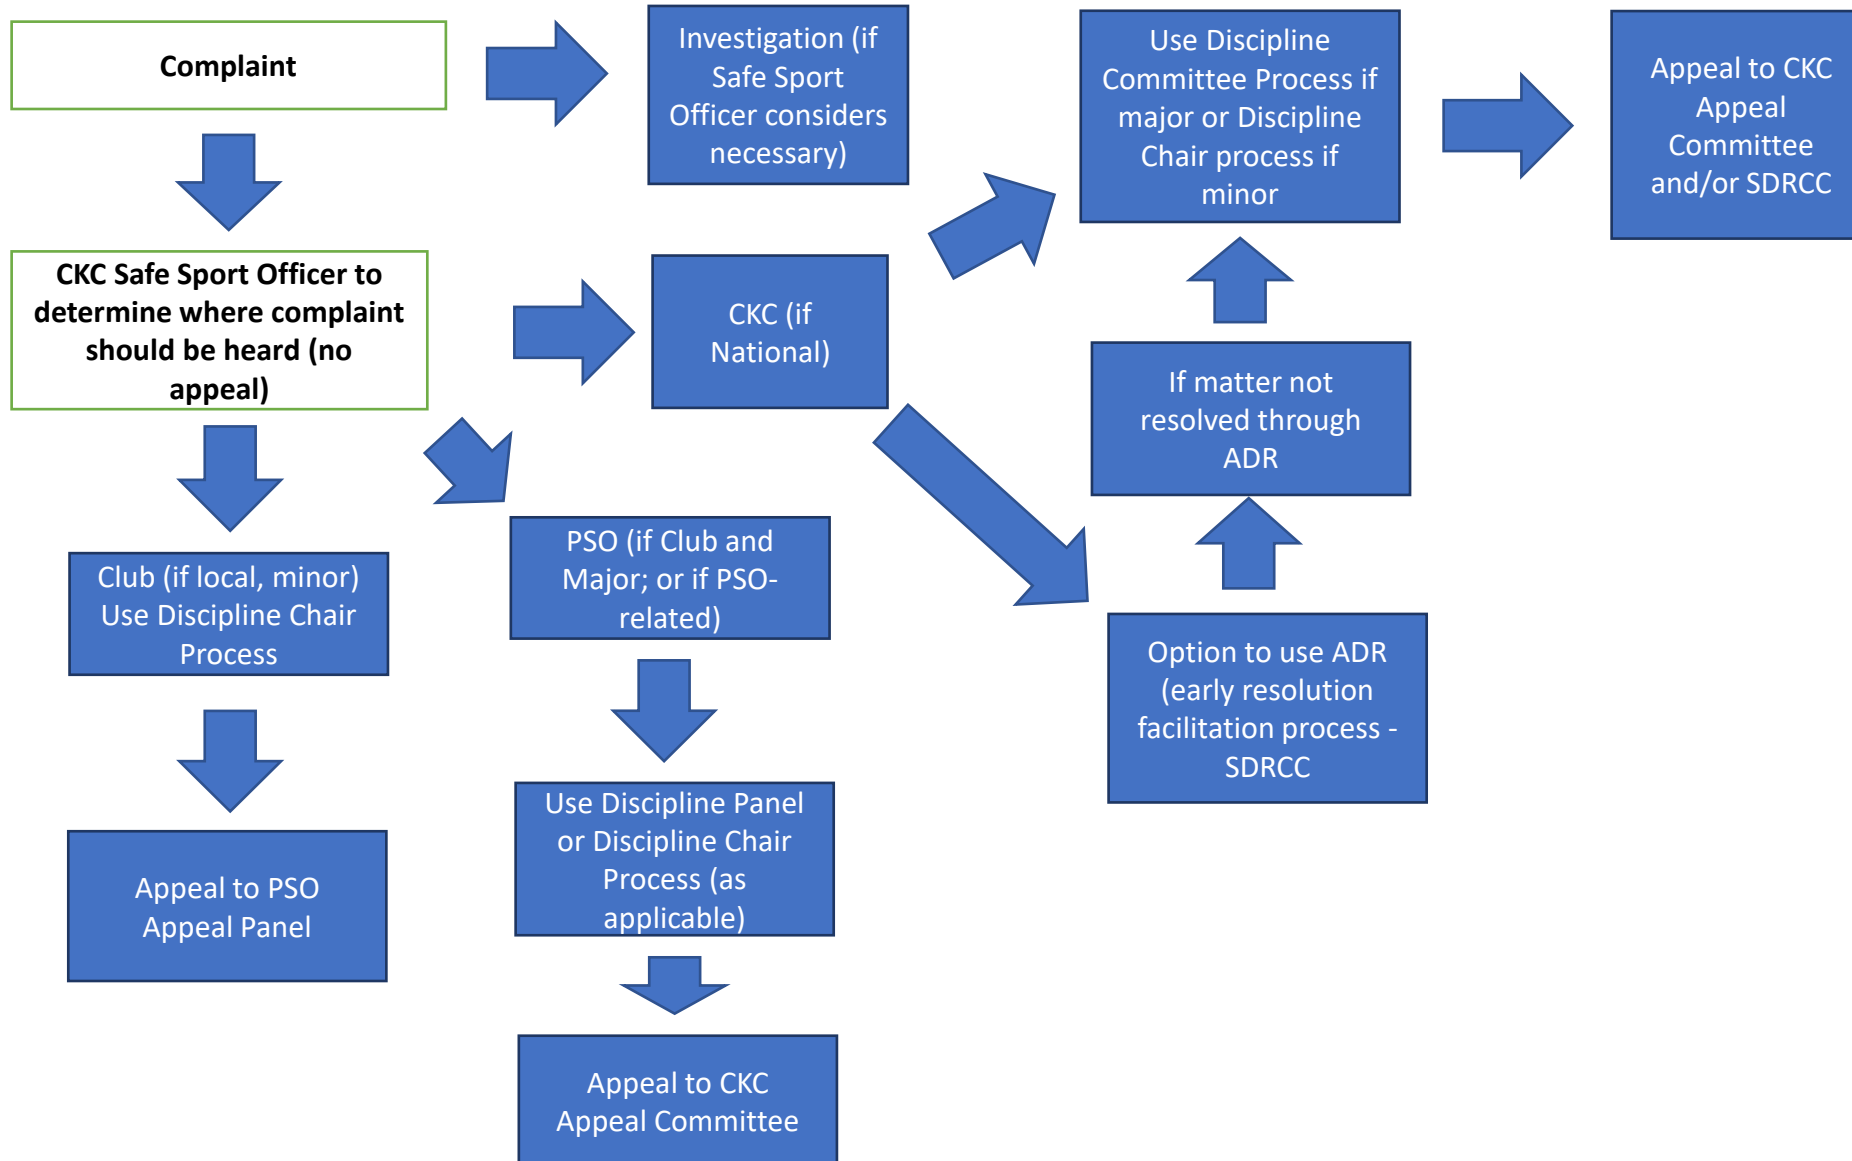 Complaint
Investigation (if
Safe Sport
Officer considers
necessary)
Use Discipline
Committee Process if
major or Discipline
Chair process if
minor
Appeal to CKC
Appeal
Committee
and/or SDRCC
CKC Safe Sport Officer to
determine where complaint
should be heard (no
appeal)
CKC (if
National)
If matter not
resolved through
ADR
Club (if local, minor)
Use Discipline Chair
Process
PSO (if Club and
Major; or if PSO-
related)
Option to use ADR
(early resolution
facilitation process -
SDRCC
Appeal to PSO
Appeal Panel
Use Discipline Panel
or Discipline Chair
Process (as
applicable)
Appeal to CKC
Appeal Committee